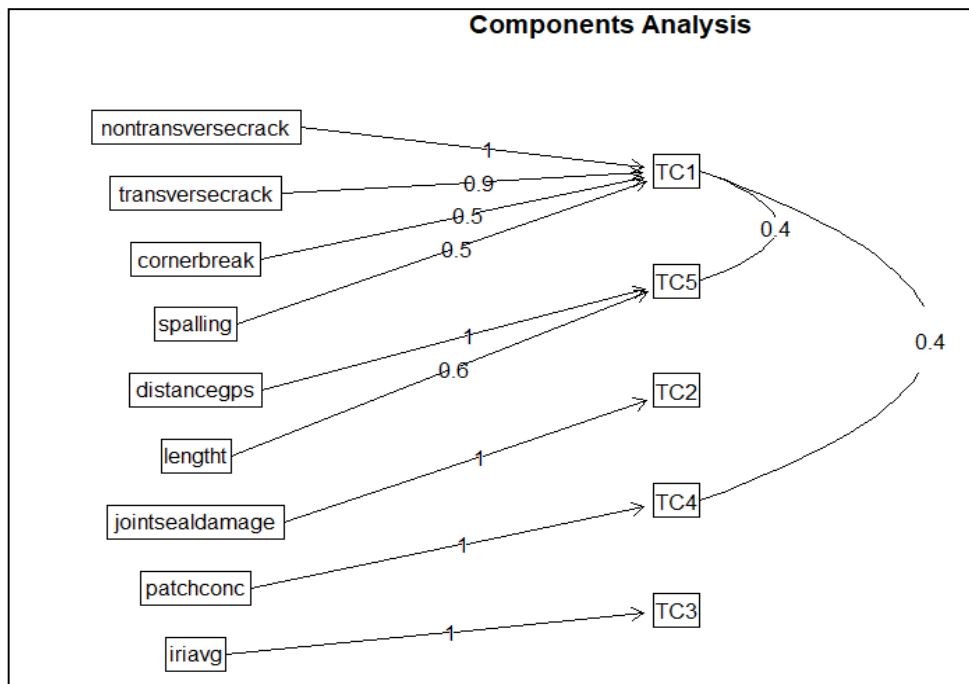 Components Analysis
nontransversecrack
1
TC1
transversecrack
0.9
cornerbreak
0.5
0.4
spalling
0.5
TC5
distancegps
1
0.4
lengtht
0.6
TC2
jointsealdamage
1
TC4
patchconc
1
TC3
iriavg
1